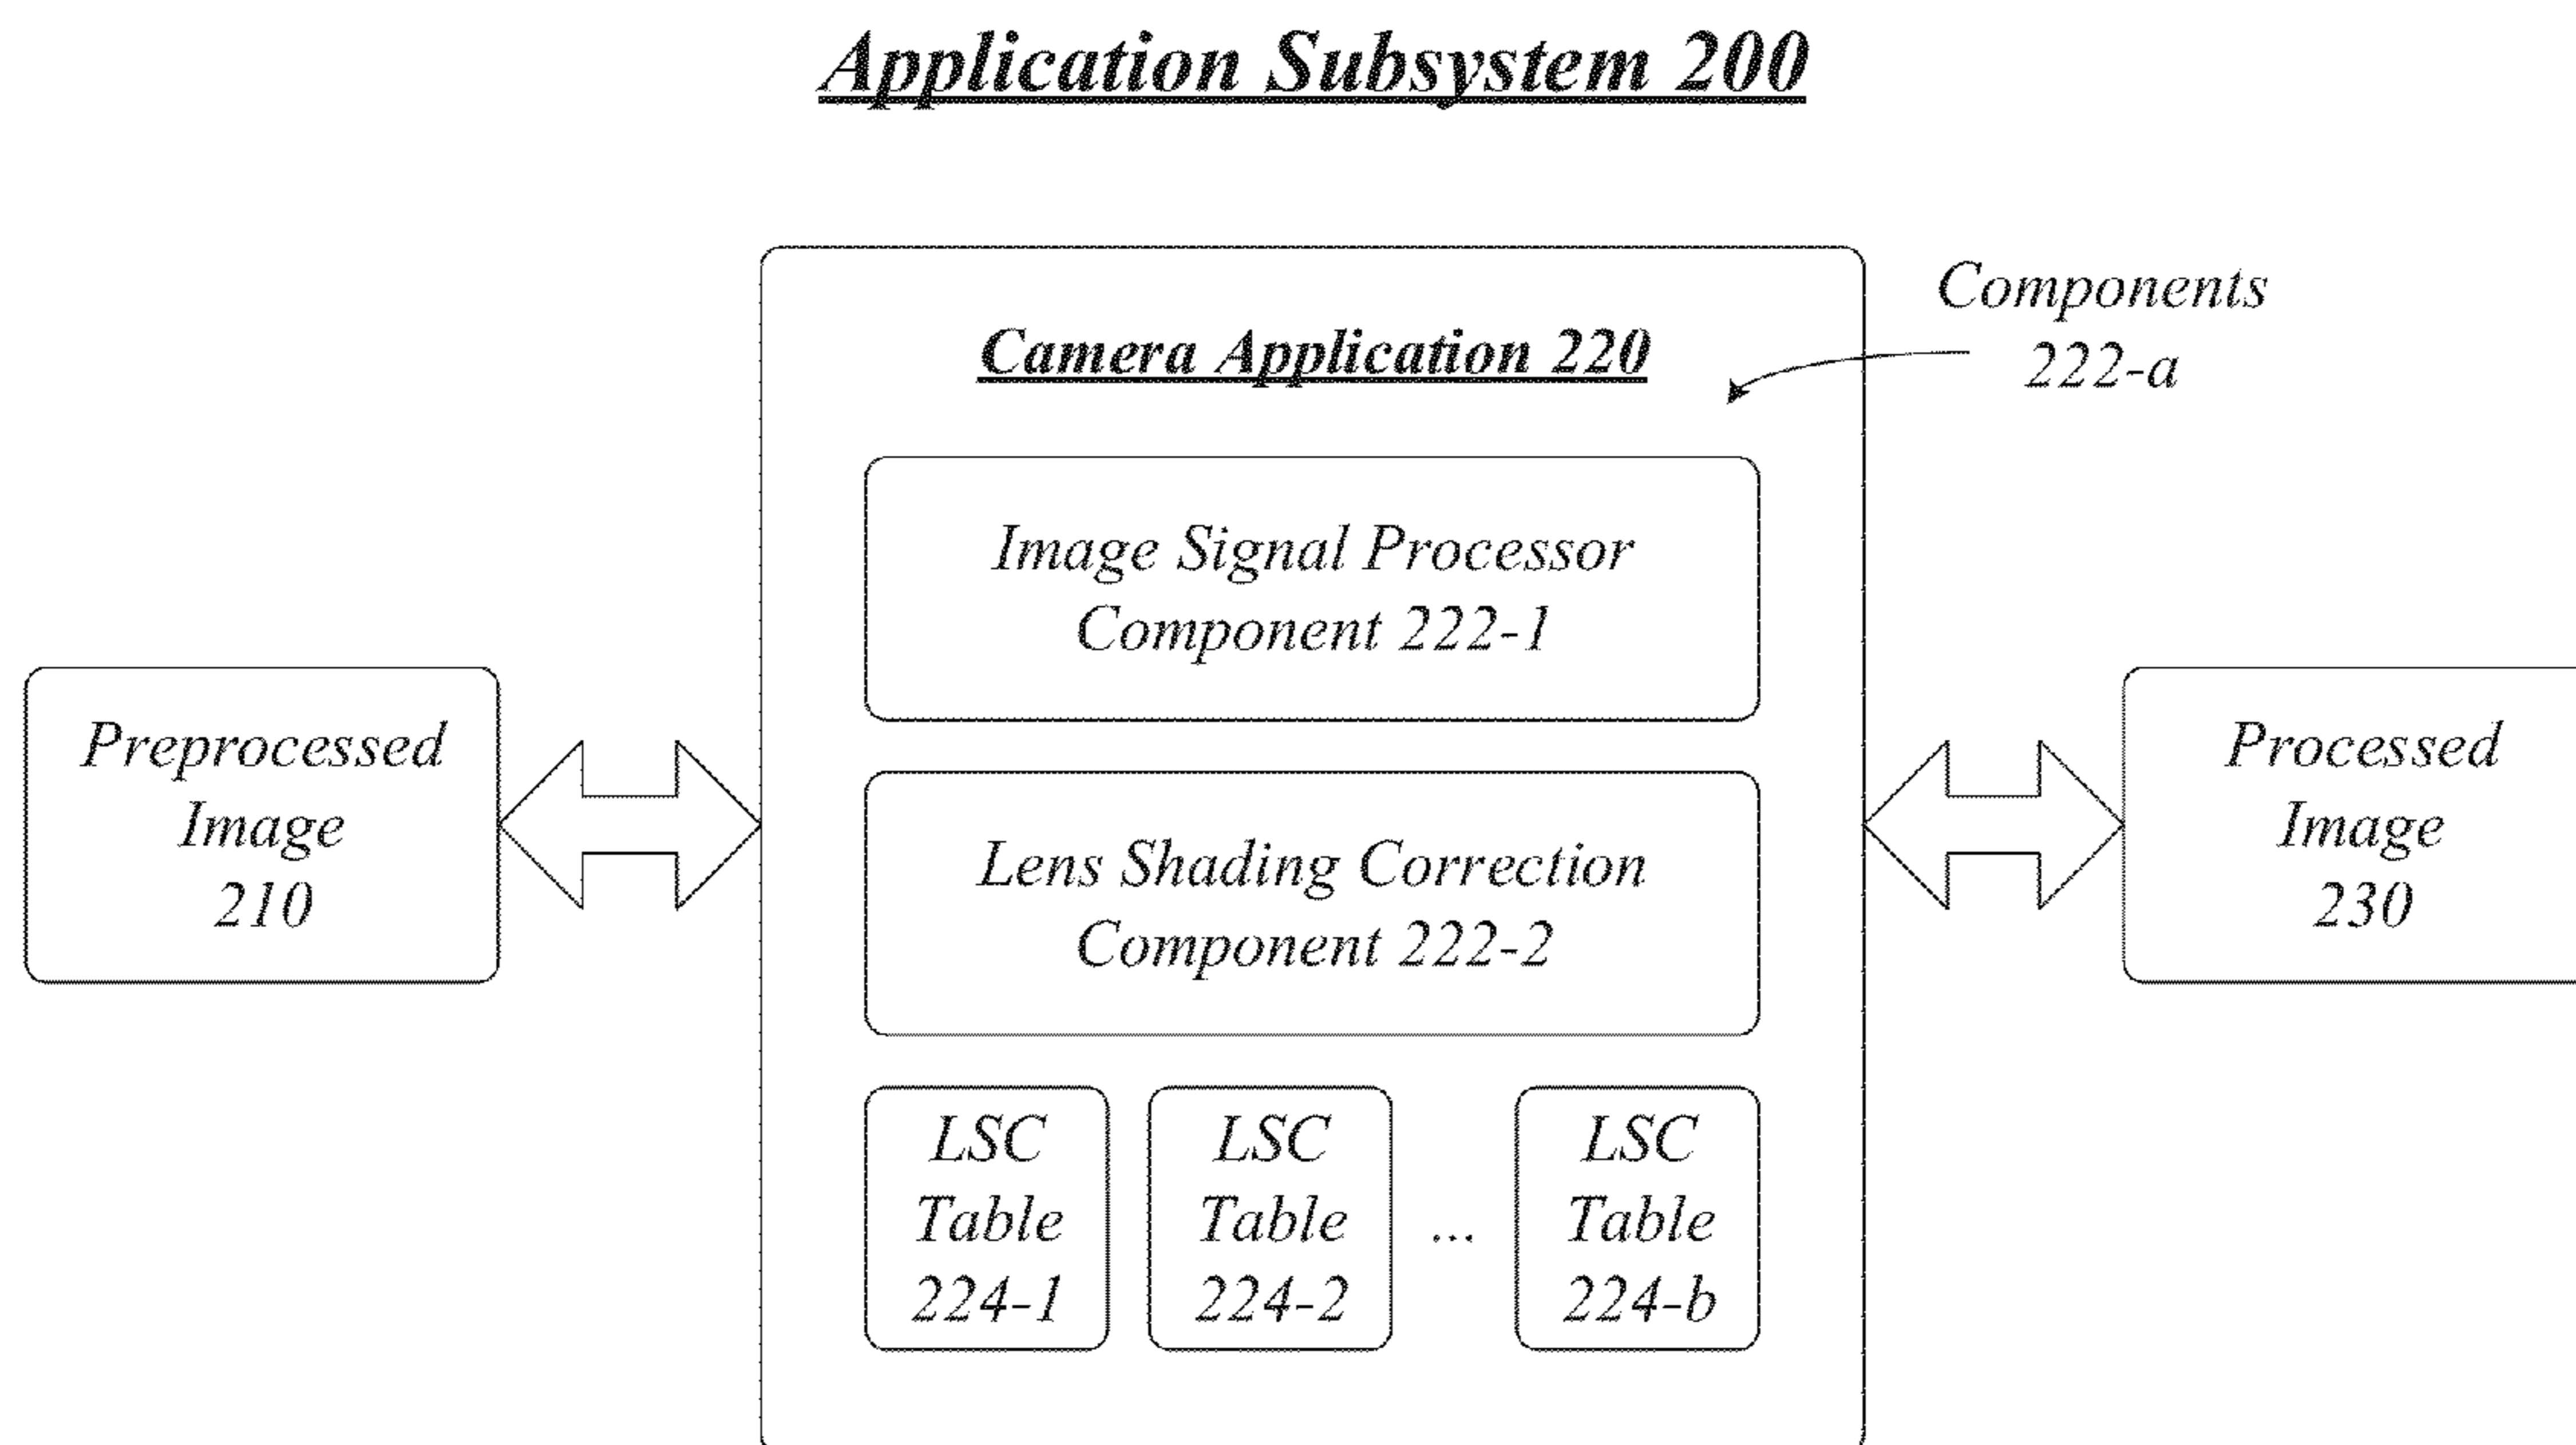 Application Subsystem 200
Components
222-a
Camera Application 220
Image Signal Processor
Component 222-1
Preprocessed
Image
210
Lens Shading Correction
Component 222-2
Processed
Image
230
LSC
Table
224-1
LSC
Table
224-2
...
LSC
Table
224-b